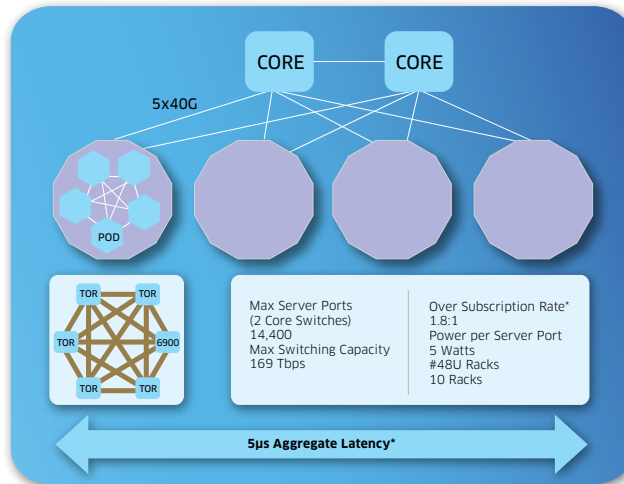 CORE
CORE
5x40G
POD
TOR
TOR
TOR
6900
TOR
TOR
Max Server Ports
(2 Core Switches)
14,400
Max Switching Capacity
169 Tbps
Over Subscription Rate*
1.8:1
Power per Server Port
5 Watts
#48U Racks
10 Racks
5µs Aggregate Latency*